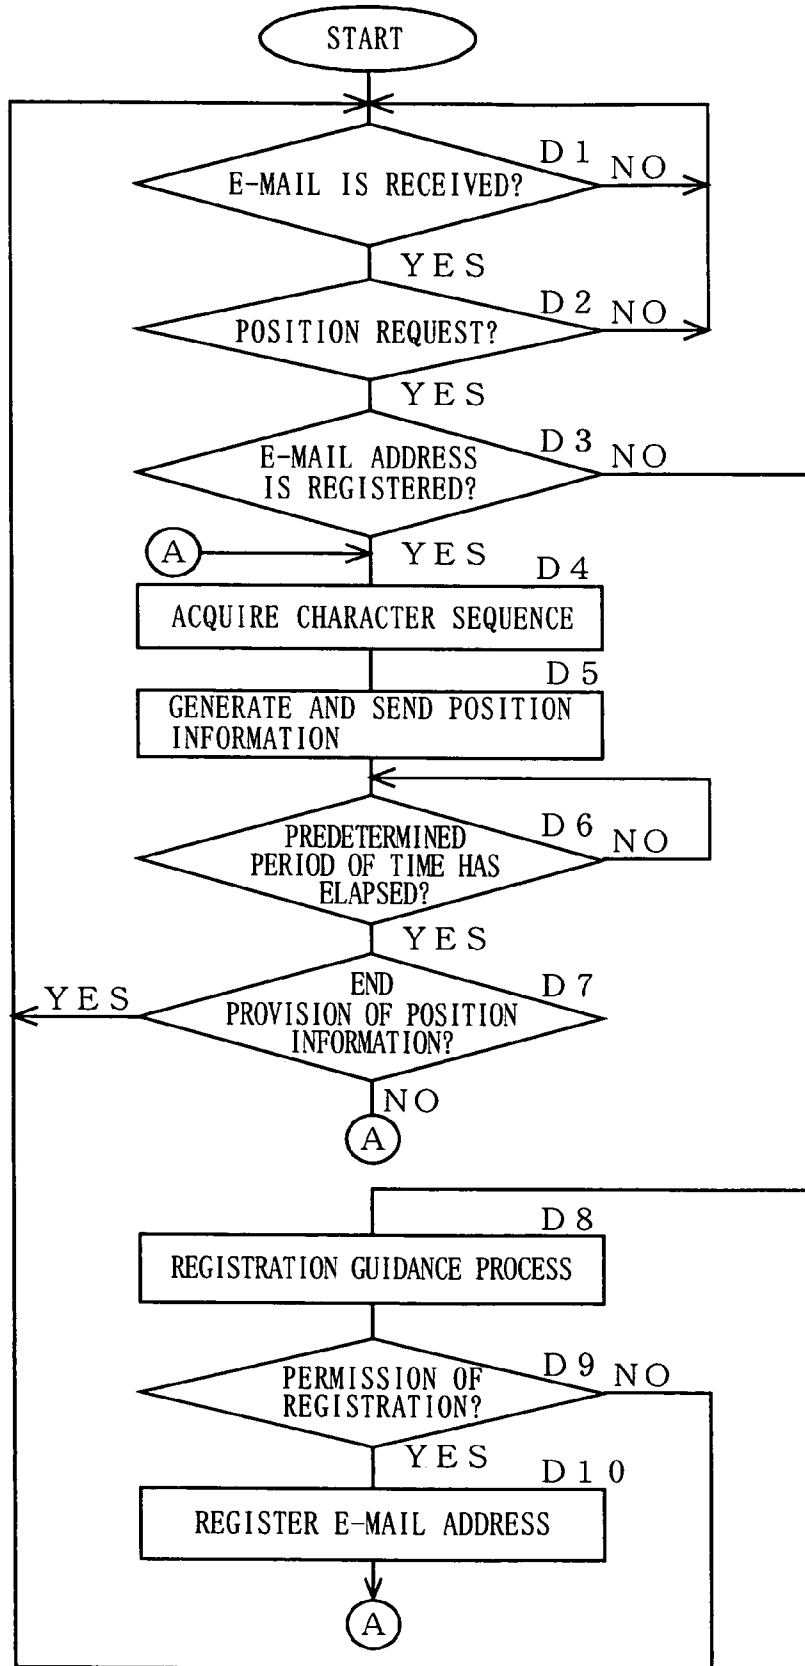 START
D1
E-MAIL IS RECEIVED?
NO
YES
D2
POSITION REQUEST?
NO
YES
D3
E-MAIL ADDRESS
IS REGISTERED?
NO
A
YES
D4
ACQUIRE CHARACTER SEQUENCE
D5
GENERATE AND SEND POSITION
INFORMATION
D6
PREDETERMINED
PERIOD OF TIME HAS
ELAPSED?
NO
YES
D7
END
PROVISION OF POSITION
INFORMATION?
YES
NO
A
D8
REGISTRATION GUIDANCE PROCESS
D9
PERMISSION OF
REGISTRATION?
NO
YES
D10
REGISTER E-MAIL ADDRESS
A